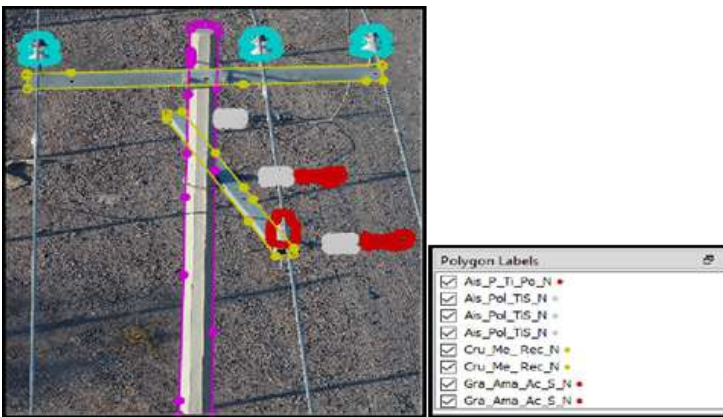 Polygon Labels
Ais_P_Ti_Po_N
Ais_Pol_TiS_N
Ais_Pol_TiS_N
Ais_Pol_TiS_N
Cru_Me_Rec_N
Cru_Me_Rec_N
Gra_Ama_Ac_S_N
Gra_Ama_Ac_S_N